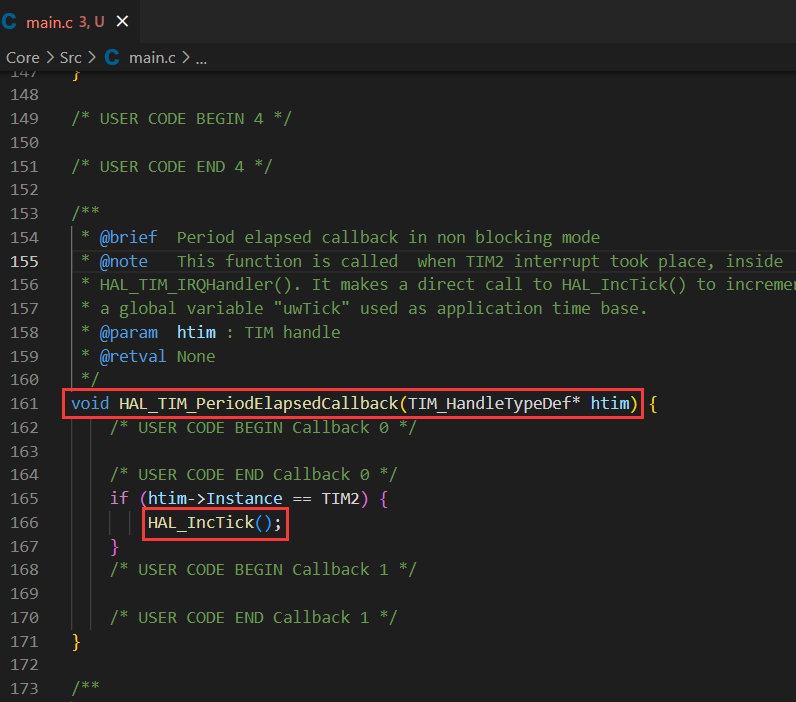 C main.c 3, U ×
Core > Src > C main.c > ...
147 }
148
149 /* USER CODE BEGIN 4 */
150
151 /* USER CODE END 4 */
152
153 /**
154 * @brief  Period elapsed callback in non blocking mode
155 * @note   This function is called  when TIM2 interrupt took place, inside
156 * HAL_TIM_IRQHandler(). It makes a direct call to HAL_IncTick() to increme
157 * a global variable "uwTick" used as application time base.
158 * @param  htim : TIM handle
159 * @retval None
160 */
161 void HAL_TIM_PeriodElapsedCallback(TIM_HandleTypeDef* htim) {
162 /* USER CODE BEGIN Callback 0 */
163
164 /* USER CODE END Callback 0 */
165 if (htim->Instance == TIM2) {
166 HAL_IncTick();
167 }
168 /* USER CODE BEGIN Callback 1 */
169
170 /* USER CODE END Callback 1 */
171 }
172
173 /**